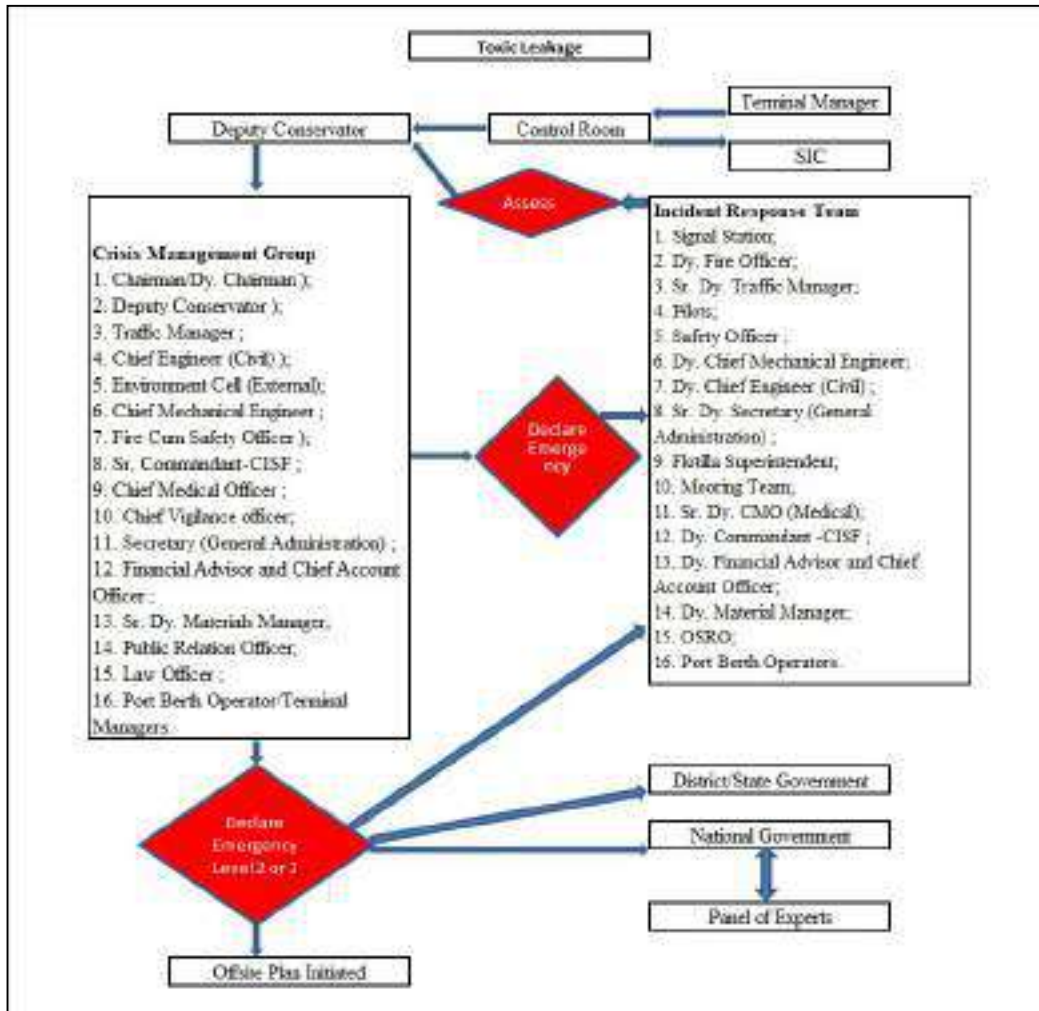 Toxic Leakage
Terminal Manager
Deputy Conservator
Control Room
SIC
Assess
Crisis Management Group
1. Chairman/Dy. Chairman );
2. Deputy Conservator );
3. Traffic Manager ;
4. Chief Engineer (Civil) );
5. Environment Cell (External);
6. Chief Mechanical Engineer ;
7. Fire Cum Safety Officer );
8. Sr. Commandant-CISF ;
9. Chief Medical Officer ;
10. Chief Vigilance officer;
11. Secretary (General Administration) ;
12. Financial Advisor and Chief Account
Officer ;
13. Sr. Dy. Materials Manager;
14. Public Relation Officer;
15. Law Officer ;
16. Port Berth Operator/Terminal
Managers
Declare
Emerge
ncy
Incident Response Team
1. Signal Station;
2. Dy. Fire Officer;
3. Sr. Dy. Traffic Manager;
4. Pilots;
5. Safety Officer ;
6. Dy. Chief Mechanical Engineer;
7. Dy. Chief Engineer (Civil) ;
8. Sr. Dy. Secretary (General
Administration) ;
9. Flotilla Superintendent;
10. Mooring Team;
11. Sr. Dy. CMO (Medical);
12. Dy. Commandant -CISF ;
13. Dy. Financial Advisor and Chief
Account Officer;
14. Dy. Material Manager;
15. OSRO;
16. Port Berth Operators.
Declare
Emergency
Level 2 or
District/State Government
National Government
Panel of Experts
Offsite Plan Initiated